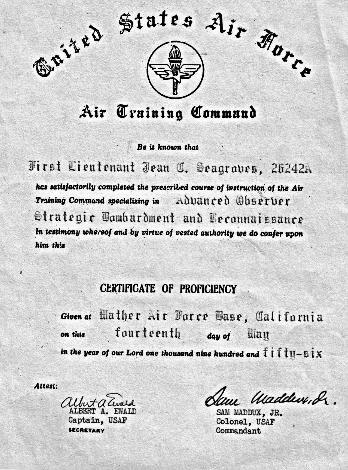 United States Air Force
Air Training Command
Be it known that
First Lieutenant Jean C. Seagraves, 26242A
has satisfactorily completed the prescribed course of instruction of the Air
Training Command specializing in Advanced Observer
Strategic Bombardment and Reconnaissance
In testimony whereof and by virtue of vested authority we do confer upon
him this
CERTIFICATE OF PROFICIENCY
Given at Mather Air Force Base, California
on this fourteenth day of May
in the year of our Lord one thousand nine hundred and fifty-six
Attest:
Albert A Ewald
ALBERT A. EWALD
Captain, USAF
SECRETARY
Sam Maddux, Jr.
SAM MADDUX, JR.
Colonel, USAF
Commandant